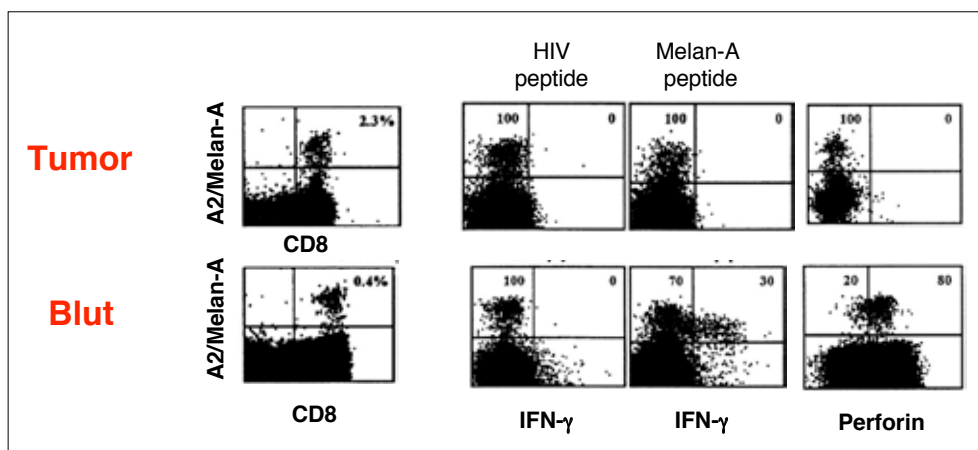 HIV
peptide
Melan-A
peptide
Tumor
A2/Melan-A
2.3%
100 0
100 0
100 0
CD8
Blut
A2/Melan-A
0.4%
100 0
70 30
20 80
CD8
IFN-γ
IFN-γ
Perforin